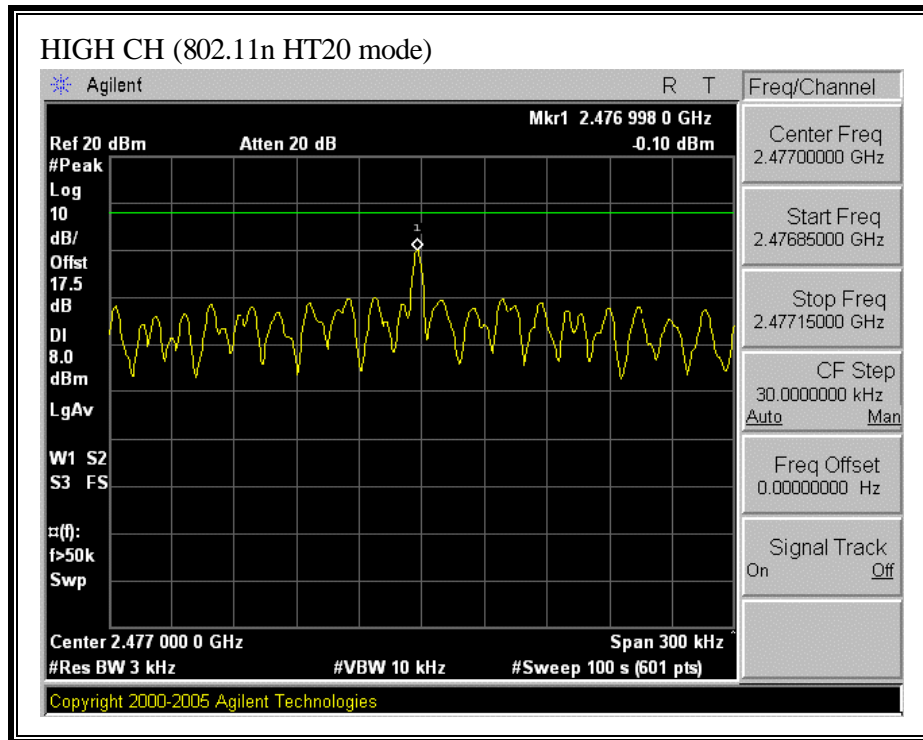 HIGH CH (802.11n HT20 mode)
Agilent R T
Mkr1 2.476 998 0 GHz
Ref 20 dBm Atten 20 dB -0.10 dBm
#Peak
Log
10
dB/
Offst
17.5
dB
DI
8.0
dBm
LgAv
W1 S2
S3 FS
¤(f):
f>50k
Swp
1
Center 2.477 000 0 GHz Span 300 kHz
#Res BW 3 kHz #VBW 10 kHz #Sweep 100 s (601 pts)
Copyright 2000-2005 Agilent Technologies
Freq/Channel
Center Freq
2.47700000 GHz
Start Freq
2.47685000 GHz
Stop Freq
2.47715000 GHz
CF Step
30.0000000 kHz
Auto Man
Freq Offset
0.00000000 Hz
Signal Track
On Off